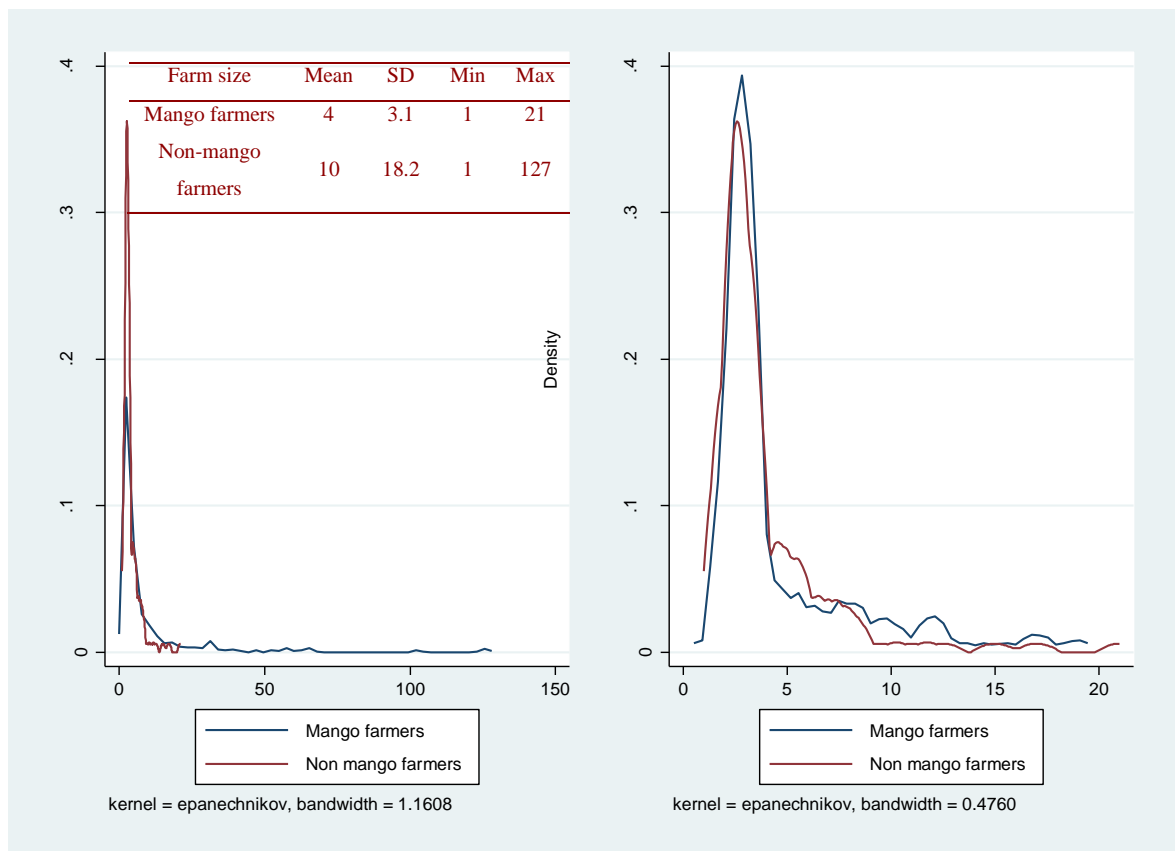 Farm size Mean SD Min Max
Mango farmers 4 3.1 1 21
Non-mango
farmers 10 18.2 1 127
.4
.3
.2
.1
0
0 50 100 150
Mango farmers
Non mango farmers
kernel = epanechnikov, bandwidth = 1.1608
Density
.4
.3
.2
.1
0
0 5 10 15 20
Mango farmers
Non mango farmers
kernel = epanechnikov, bandwidth = 0.4760